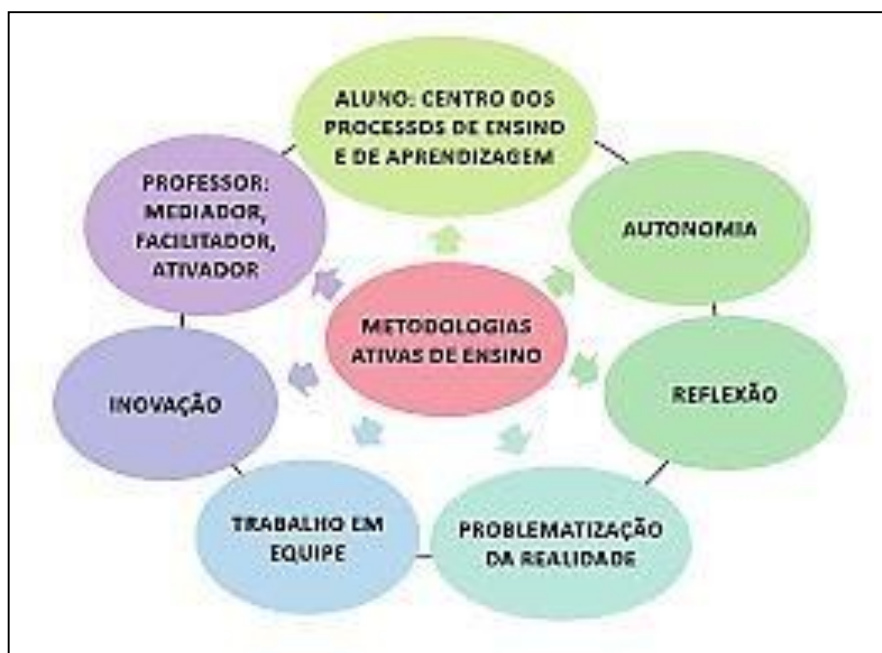 ALUNO: CENTRO DOS
PROCESSOS DE ENSINO
E DE APRENDIZAGEM
AUTONOMIA
REFLEXÃO
PROBLEMATIZAÇÃO
DA REALIDADE
TRABALHO EM
EQUIPE
INOVAÇÃO
PROFESSOR:
MEDIADOR,
FACILITADOR,
ATIVADOR
METODOLOGIAS
ATIVAS DE ENSINO